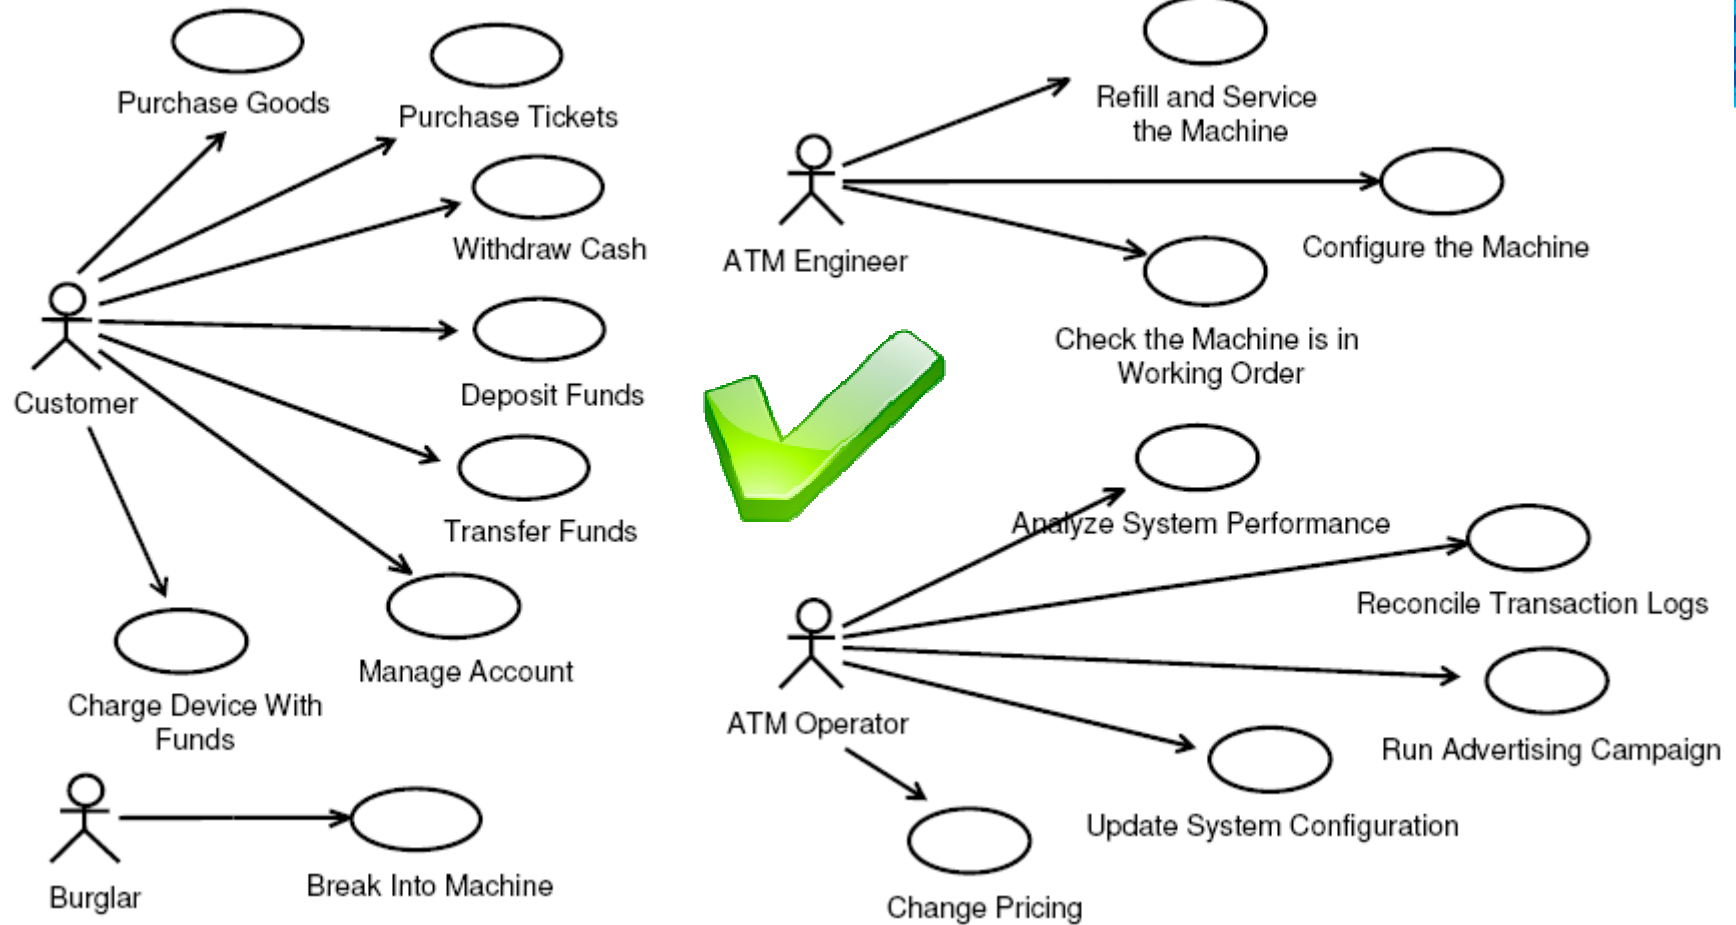 Purchase Goods
Purchase Tickets
Withdraw Cash
Customer
Deposit Funds
Transfer Funds
Manage Account
Charge Device With
Funds
Burglar
Break Into Machine
Refill and Service
the Machine
ATM Engineer
Configure the Machine
Check the Machine is in
Working Order
Analyze System Performance
Reconcile Transaction Logs
ATM Operator
Run Advertising Campaign
Update System Configuration
Change Pricing